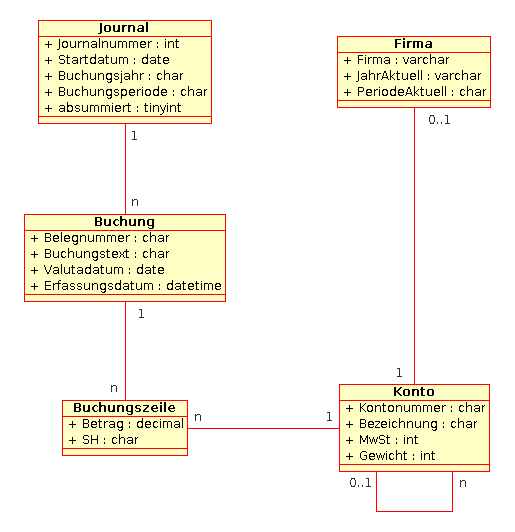 Journal
+ Journalnummer : int
+ Startdatum : date
+ Buchungsjahr : char
+ Buchungsperiode : char
+ absummiert : tinyint
1
n
Firma
+ Firma : varchar
+ JahrAktuell : varchar
+ PeriodeAktuell : char
0..1
1
Buchung
+ Belegnummer : char
+ Buchungstext : char
+ Valutadatum : date
+ Erfassungsdatum : datetime
1
n
Buchungszeile
+ Betrag : decimal
+ SH : char
n
1
Konto
+ Kontonummer : char
+ Bezeichnung : char
+ MwSt : int
+ Gewicht : int
0..1
n